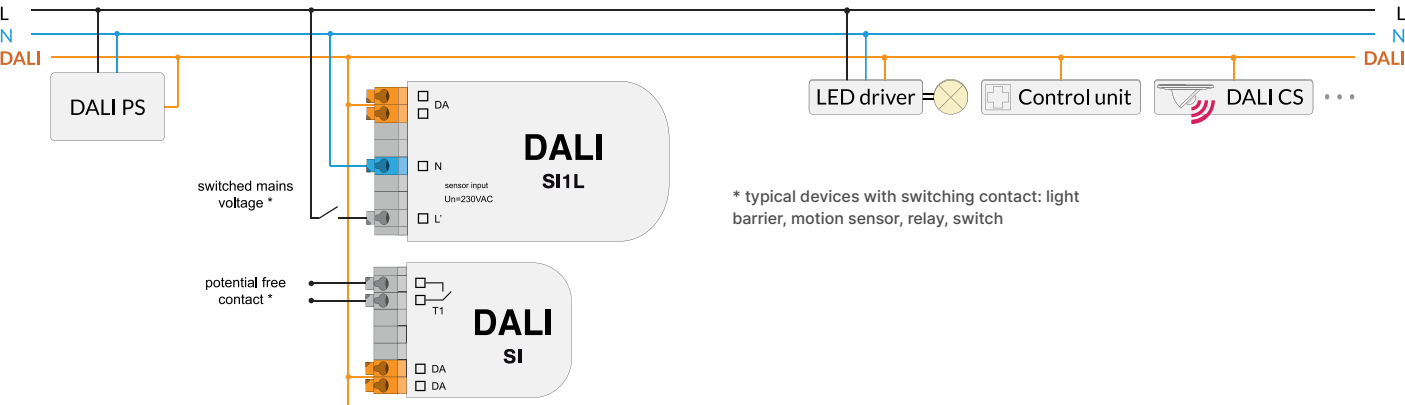 L
L
N
N
DALI
DALI
DALI PS
LED driver
Control unit
DALI CS
DA
DALI
SI1L
N
sensor input
Un=230VAC
L'
switched mains
voltage *
* typical devices with switching contact: light
barrier, motion sensor, relay, switch
potential free
contact *
T1
DALI
SI
DA
DA